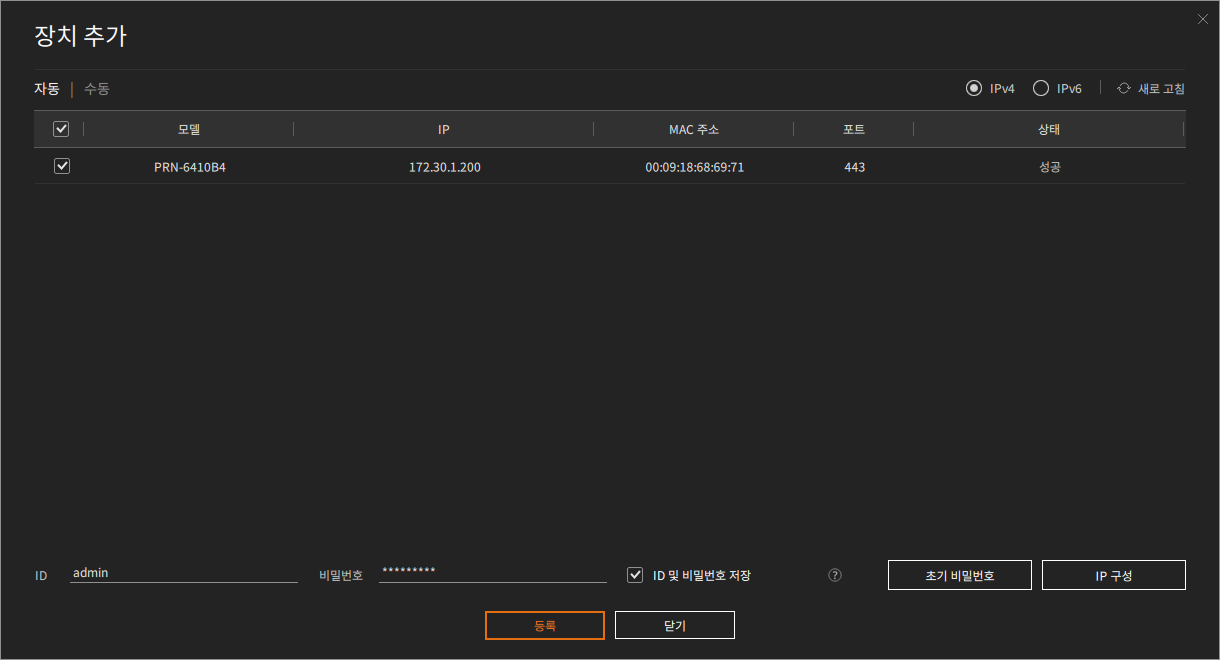 장치 추가
자동 | 수동 IPv4 IPv6 새로 고침
모델 IP MAC 주소 포트 상태
PRN-6410B4 172.30.1.200 00:09:18:68:69:71 443 성공
ID admin 비밀번호 ********* ID 및 비밀번호 저장 ? 초기 비밀번호 IP 구성
등록 닫기